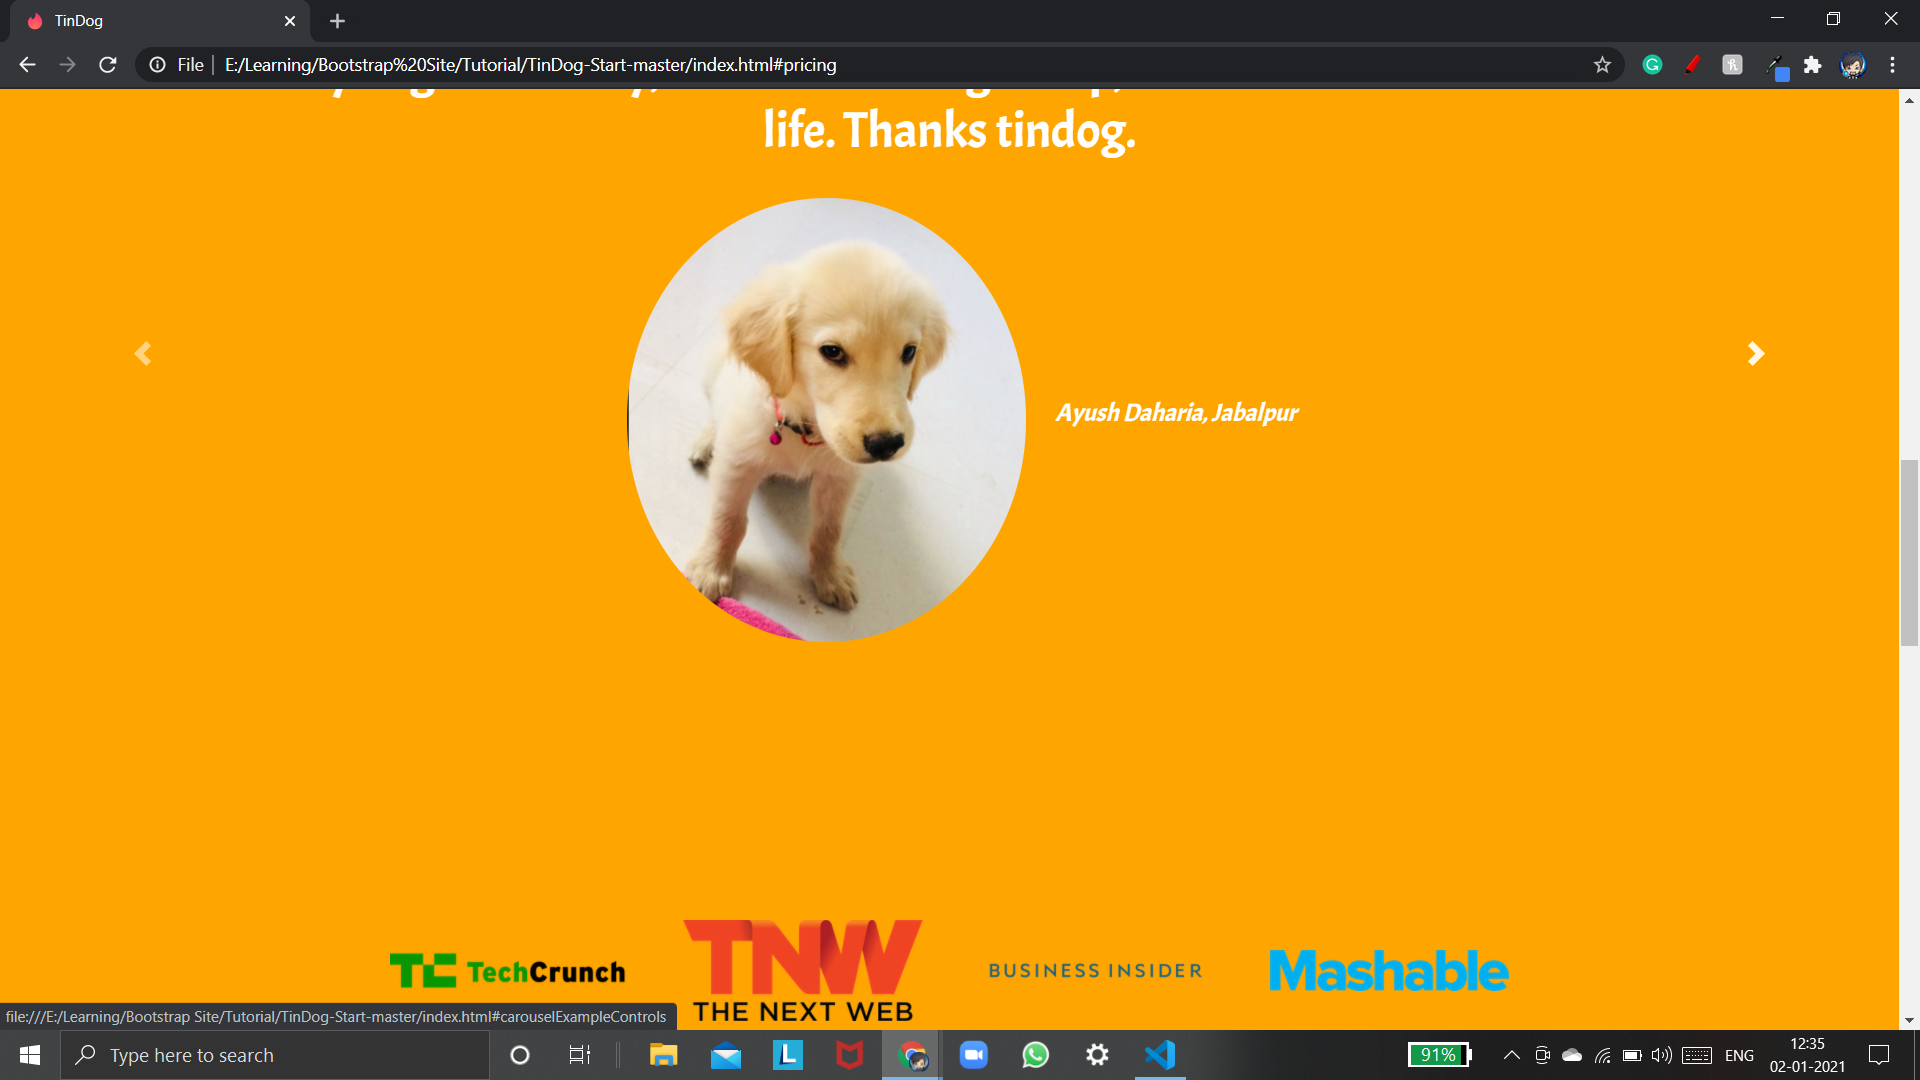 TinDog
File
E:/Learning/Bootstrap%20Site/Tutorial/TinDog-Start-master/index.html#pricing
life. Thanks tindog.
Ayush Daharia, Jabalpur
TC TechCrunch
TNW
THE NEXT WEB
BUSINESS INSIDER
Mashable
file:///E:/Learning/Bootstrap Site/Tutorial/TinDog-Start-master/index.html#carouselExampleControls
Type here to search
L
91%
ENG
12:35
02-01-2021